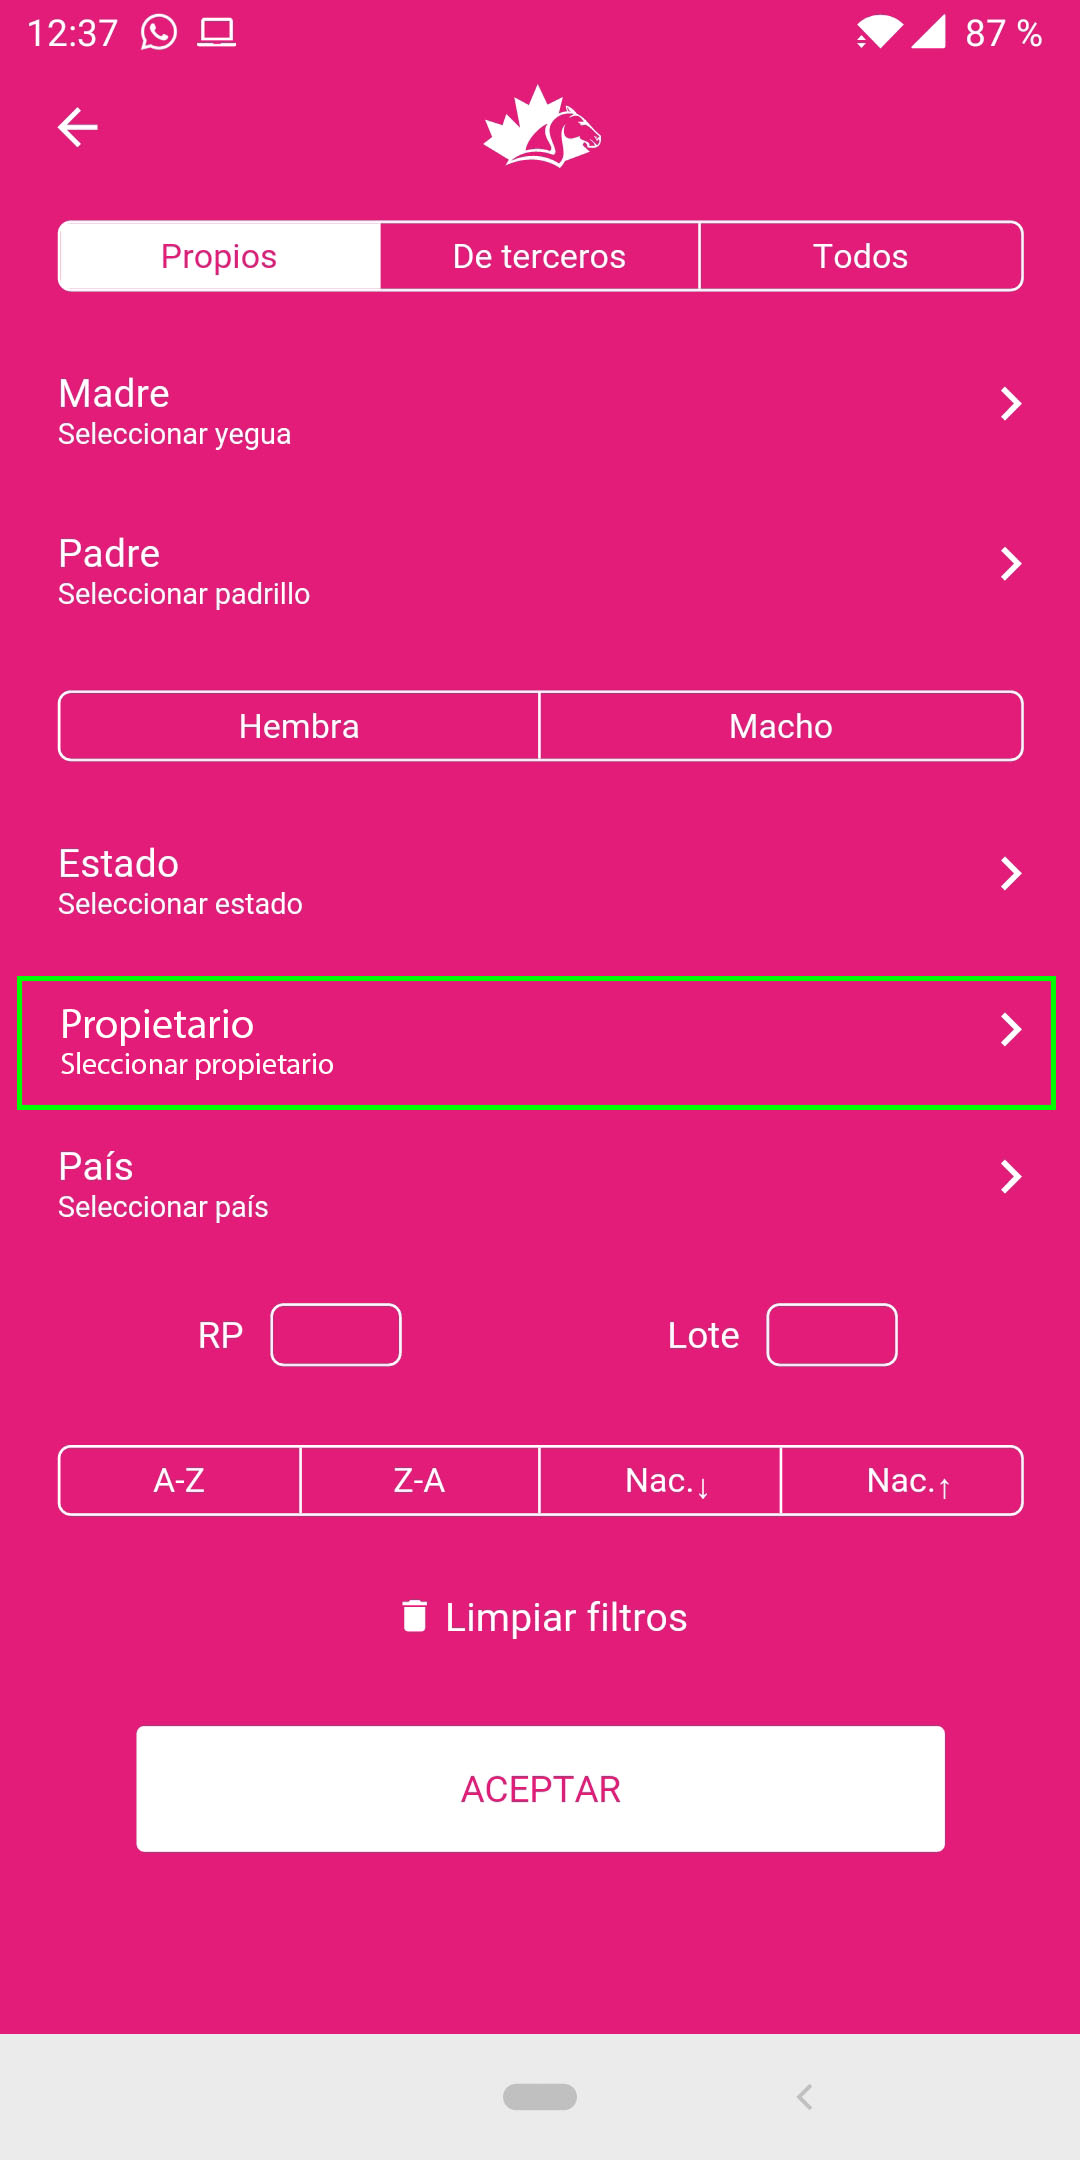 12:37 87 %
Propios De terceros Todos
Madre
Seleccionar yegua
Padre
Seleccionar padrillo
Hembra Macho
Estado
Seleccionar estado
Propietario
Sleccionar propietario
País
Seleccionar país
RP Lote
A-Z Z-A Nac.↓ Nac.↑
Limpiar filtros
ACEPTAR